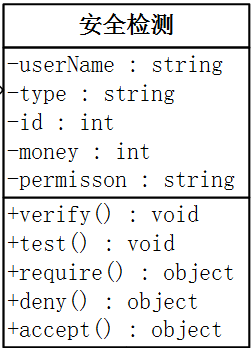 安全检测
-userName : string
-type : string
-id : int
-money : int
-permisson : string
+verify() : void
+test() : void
+require() : object
+deny() : object
+accept() : object